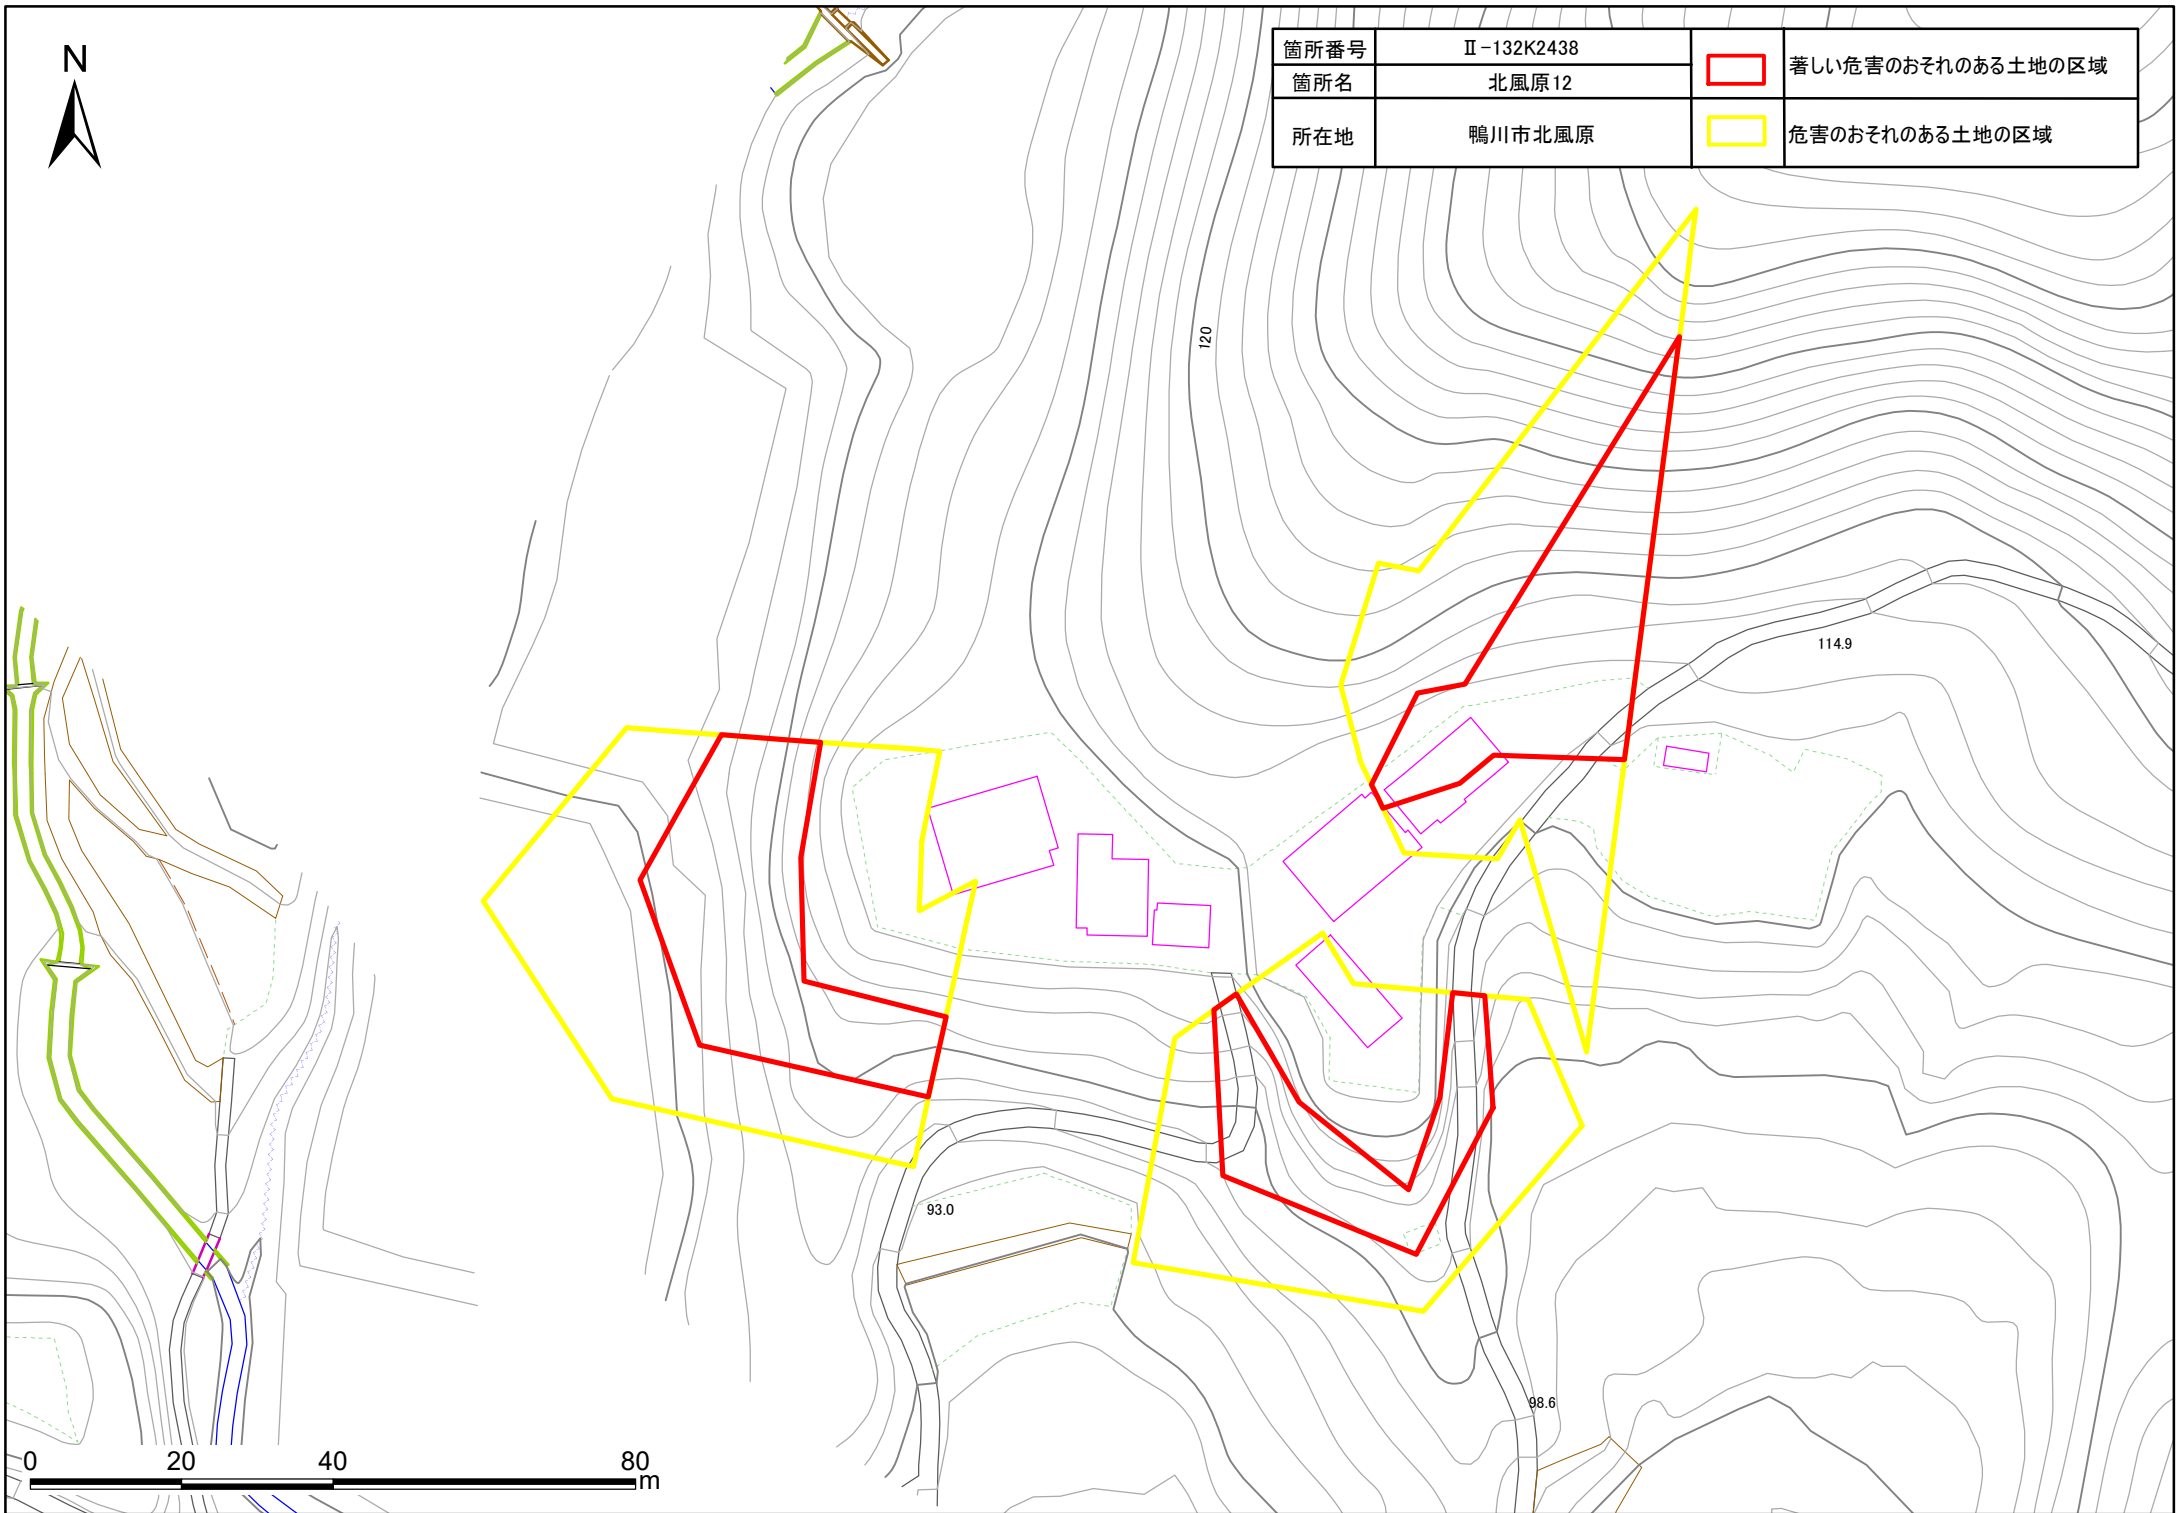 N
箇所番号 Ⅱ-132K2438 著しい危害のおそれのある土地の区域
箇所名 北風原12
所在地 鴨川市北風原 危害のおそれのある土地の区域
120
114.9
93.0
98.6
0 20 40 80 m